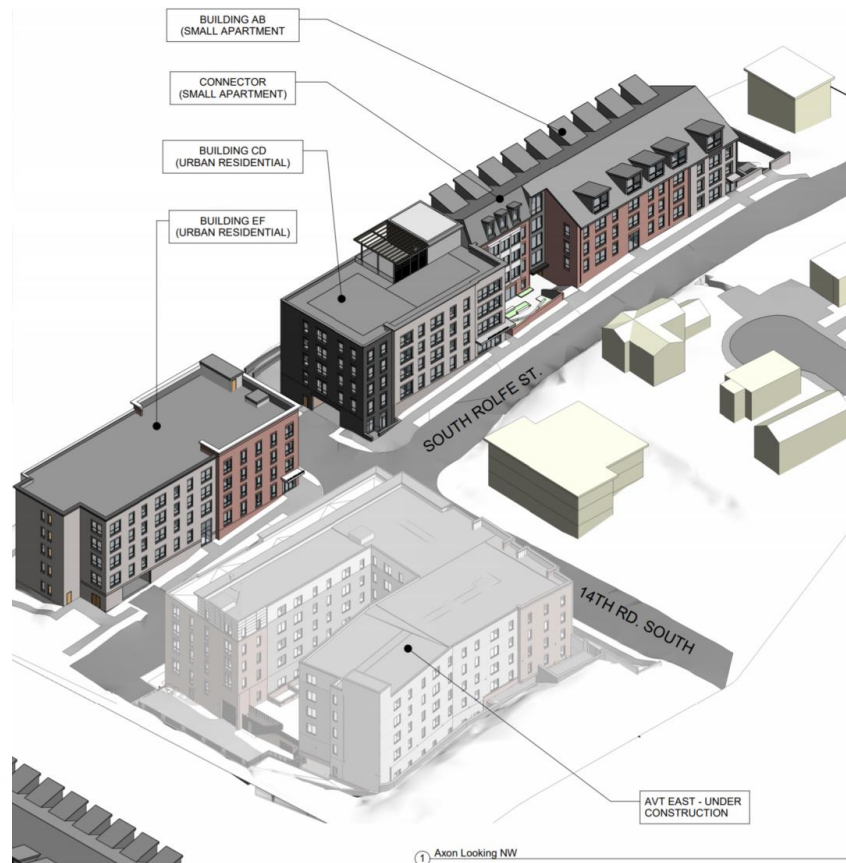 BUILDING AB
(SMALL APARTMENT
CONNECTOR
(SMALL APARTMENT)
BUILDING CD
(URBAN RESIDENTIAL)
BUILDING EF
(URBAN RESIDENTIAL)
SOUTH ROLFE ST.
14TH RD. SOUTH
AVT EAST - UNDER
CONSTRUCTION
1 Axon Looking NW